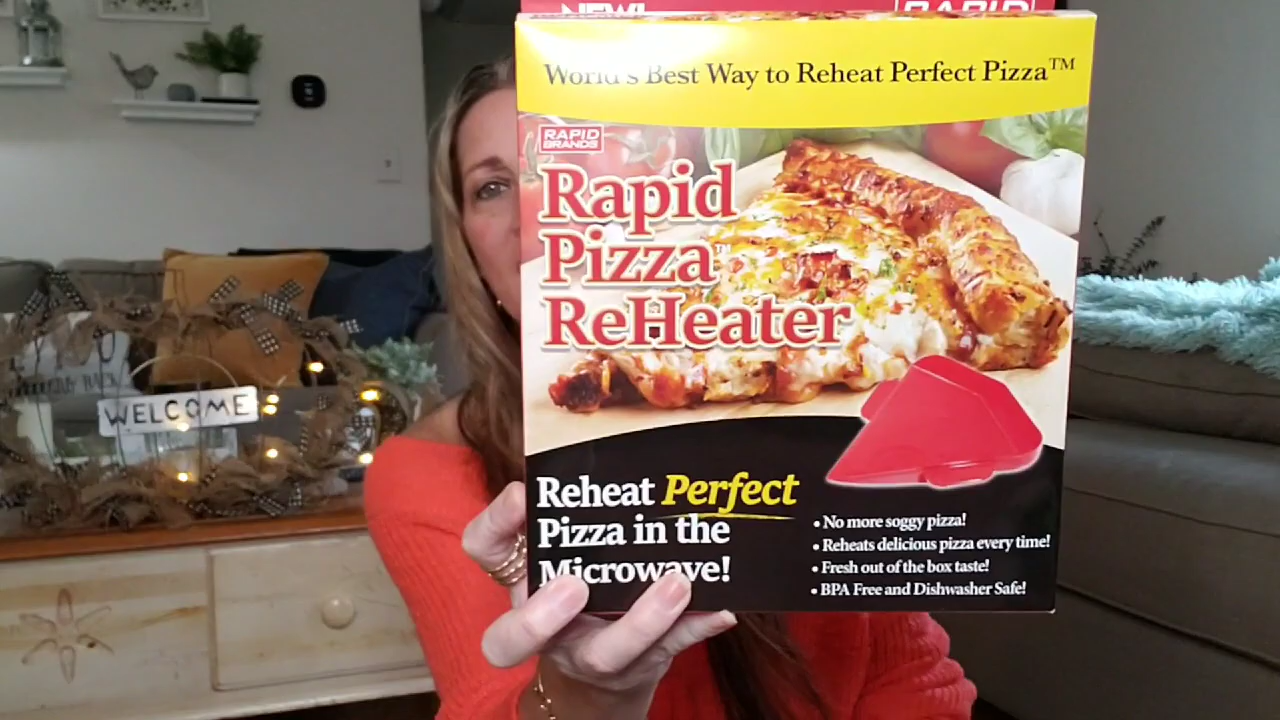 NEW!
RAPID
World's Best Way to Reheat Perfect Pizza™
RAPID
BRANDS
Rapid
Pizza™
ReHeater
Reheat Perfect
Pizza in the
Microwave!
• No more soggy pizza!
• Reheats delicious pizza every time!
• Fresh out of the box taste!
• BPA Free and Dishwasher Safe!
WELCOME